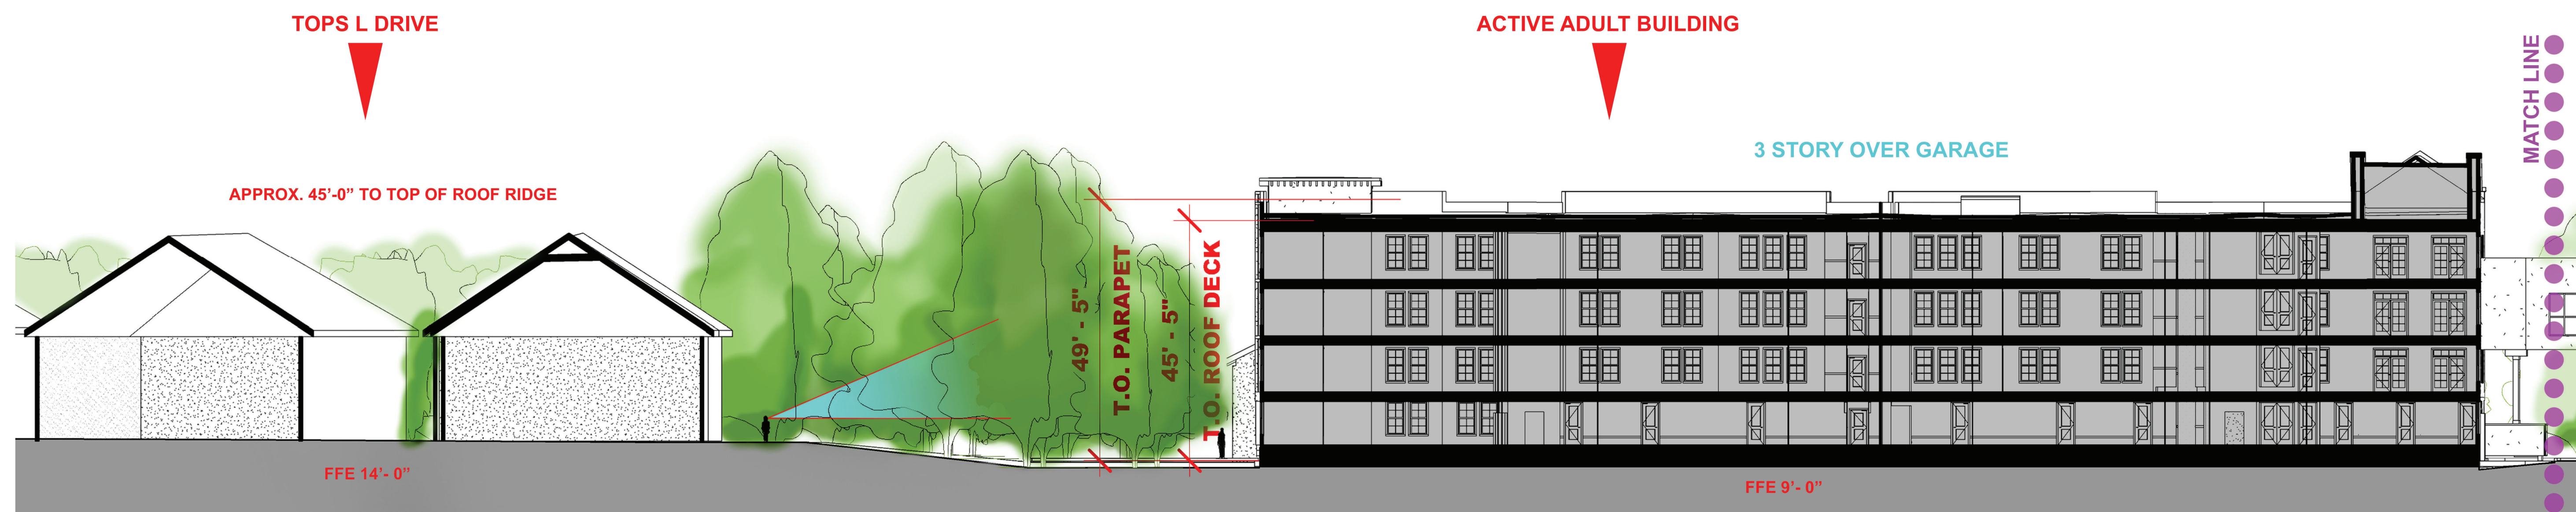 TOPS L DRIVE
ACTIVE ADULT BUILDING
MATCH LINE
3 STORY OVER GARAGE
APPROX. 45’-0” TO TOP OF ROOF RIDGE
49' - 5"
T.O. PARAPET
45' - 5"
T.O. ROOF DECK
FFE 14’- 0”
FFE 9’- 0”